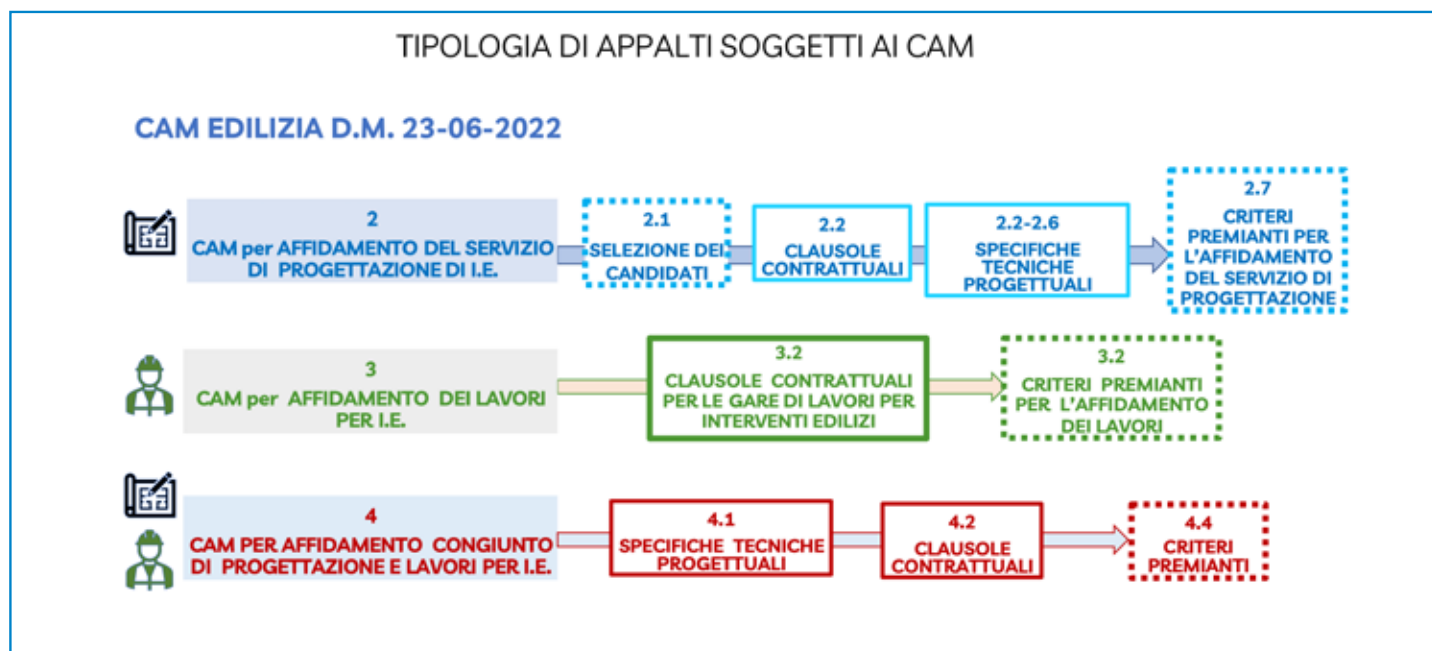 TIPOLOGIA DI APPALTI SOGGETTI AI CAM
CAM EDILIZIA D.M. 23-06-2022
2
CAM per AFFIDAMENTO DEL SERVIZIO
DI PROGETTAZIONE DI I.E.
2.1
SELEZIONE DEI
CANDIDATI
2.2
CLAUSOLE
CONTRATTUALI
2.2-2.6
SPECIFICHE
TECNICHE
PROGETTUALI
2.7
CRITERI
PREMIANTI PER
L'AFFIDAMENTO
DEL SERVIZIO DI
PROGETTAZIONE
3
CAM per AFFIDAMENTO DEI LAVORI
PER I.E.
3.2
CLAUSOLE CONTRATTUALI
PER LE GARE DI LAVORI PER
INTERVENTI EDILIZI
3.2
CRITERI PREMIANTI
PER L'AFFIDAMENTO
DEI LAVORI
4
CAM PER AFFIDAMENTO CONGIUNTO
DI PROGETTAZIONE E LAVORI PER I.E.
4.1
SPECIFICHE TECNICHE
PROGETTUALI
4.2
CLAUSOLE
CONTRATTUALI
4.4
CRITERI
PREMIANTI